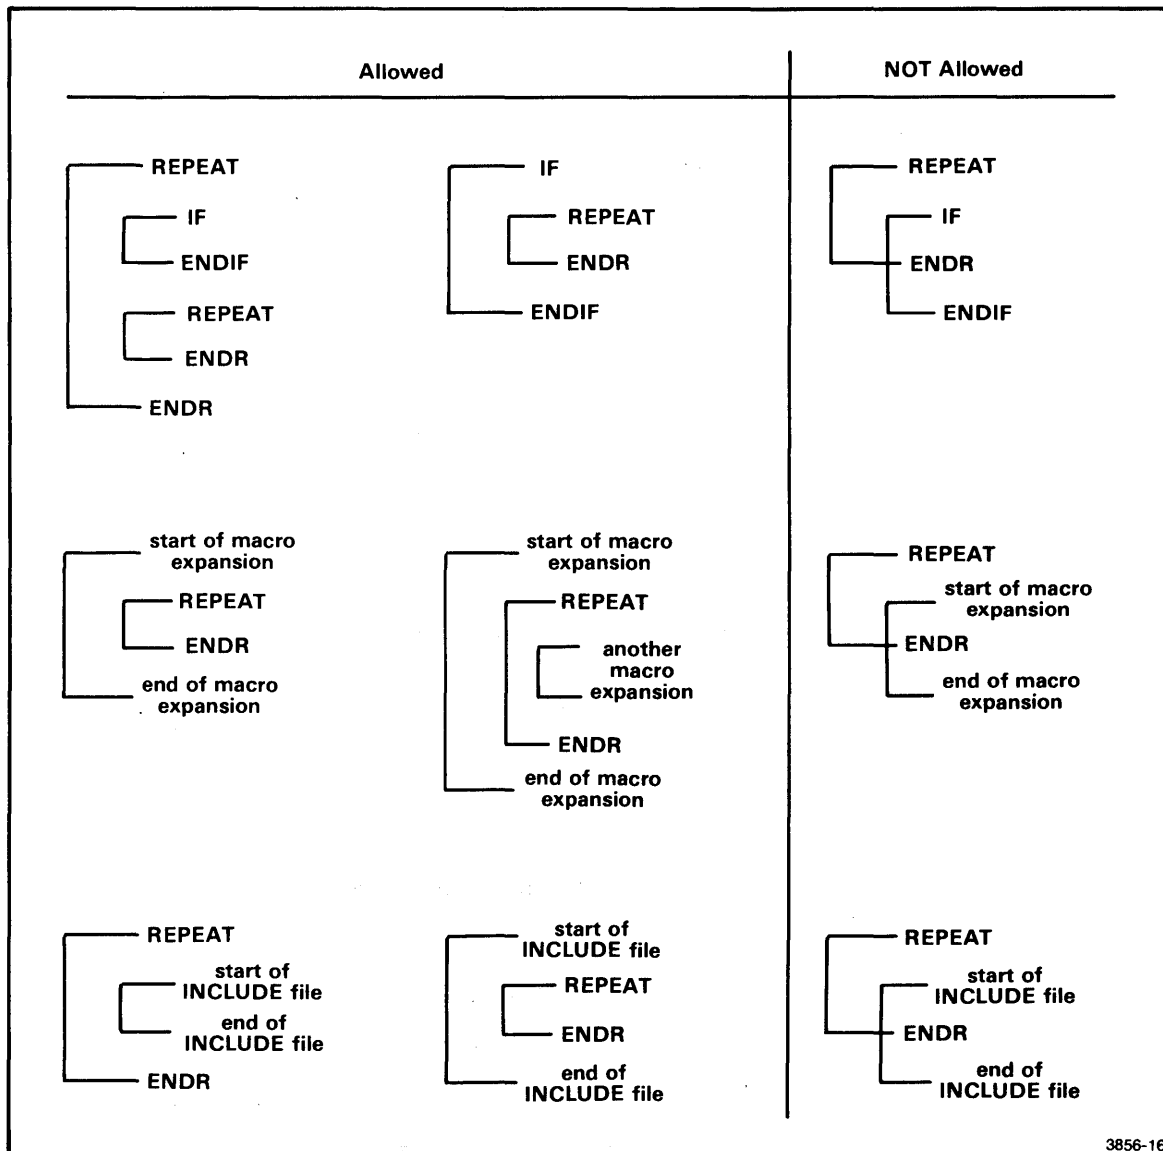 Allowed
NOT Allowed
REPEAT
IF
ENDIF
REPEAT
ENDR
ENDR
IF
REPEAT
ENDR
ENDIF
REPEAT
IF
ENDR
ENDIF
start of macro
expansion
REPEAT
ENDR
end of macro
expansion
start of macro
expansion
REPEAT
another
macro
expansion
ENDR
end of macro
expansion
REPEAT
start of macro
expansion
ENDR
end of macro
expansion
REPEAT
start of
INCLUDE file
end of
INCLUDE file
ENDR
start of
INCLUDE file
REPEAT
ENDR
end of
INCLUDE file
REPEAT
start of
INCLUDE file
ENDR
end of
INCLUDE file
3856-16